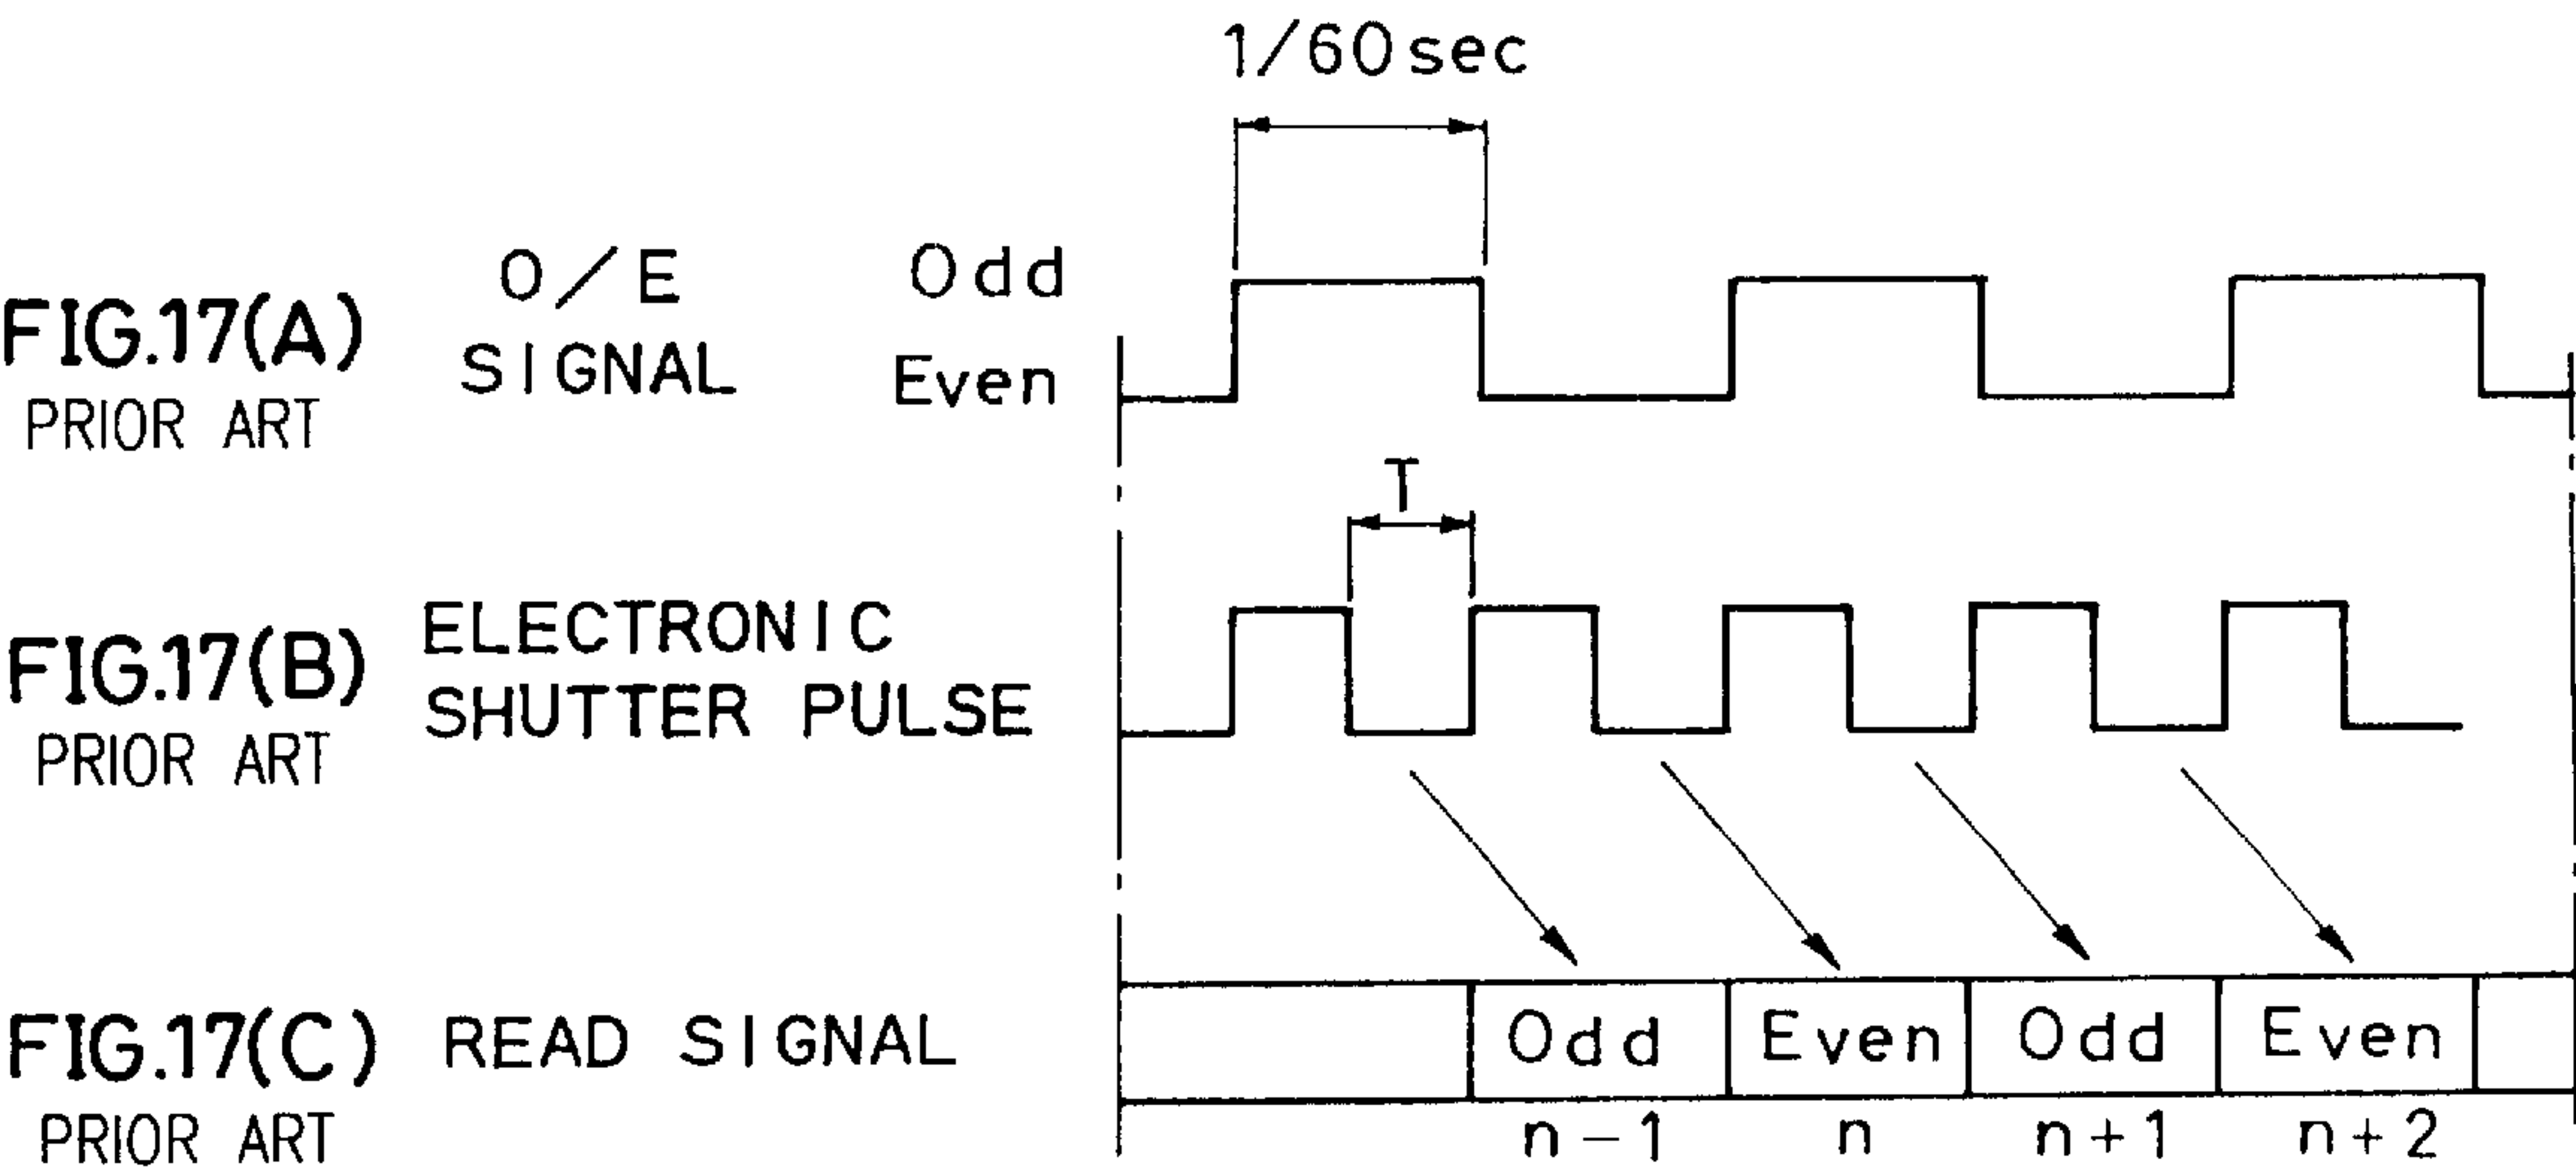 1/60sec
FIG.17(A)
PRIOR ART
O/E
SIGNAL
Odd
Even
T
FIG.17(B)
PRIOR ART
ELECTRONIC
SHUTTER PULSE
FIG.17(C)
PRIOR ART
READ SIGNAL
Odd Even Odd Even
n-1 n n+1 n+2